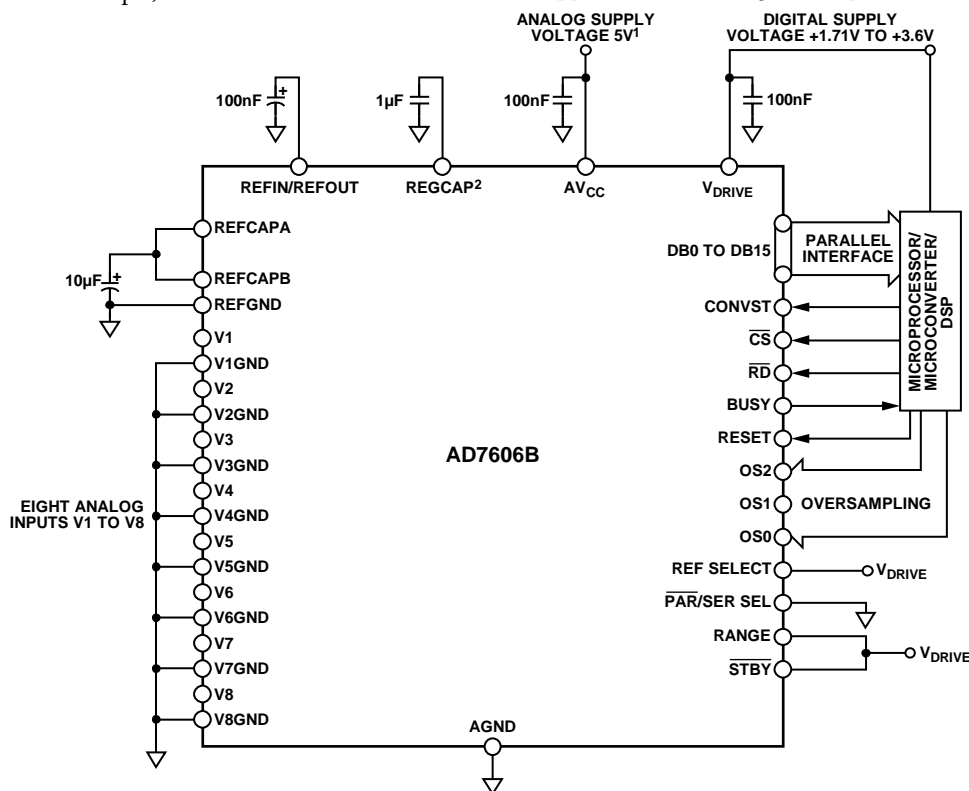 ANALOG SUPPLY
VOLTAGE 5V1
DIGITAL SUPPLY
VOLTAGE +1.71V TO +3.6V
100nF
+
1µF
100nF
100nF
REFIN/REFOUT
REGCAP2
AVCC
VDRIVE
REFCAPA
REFCAPB
REFGND
10µF
+
V1
V1GND
V2
V2GND
V3
V3GND
V4
V4GND
V5
V5GND
V6
V6GND
V7
V7GND
V8
V8GND
EIGHT ANALOG
INPUTS V1 TO V8
AD7606B
AGND
DB0 TO DB15
PARALLEL
INTERFACE
CONVST
CS
RD
BUSY
RESET
OS2
OS1
OVERSAMPLING
OS0
REF SELECT
VDRIVE
PAR/SER SEL
RANGE
STBY
VDRIVE
MICROPROCESSOR/
MICROCONVERTER/
DSP